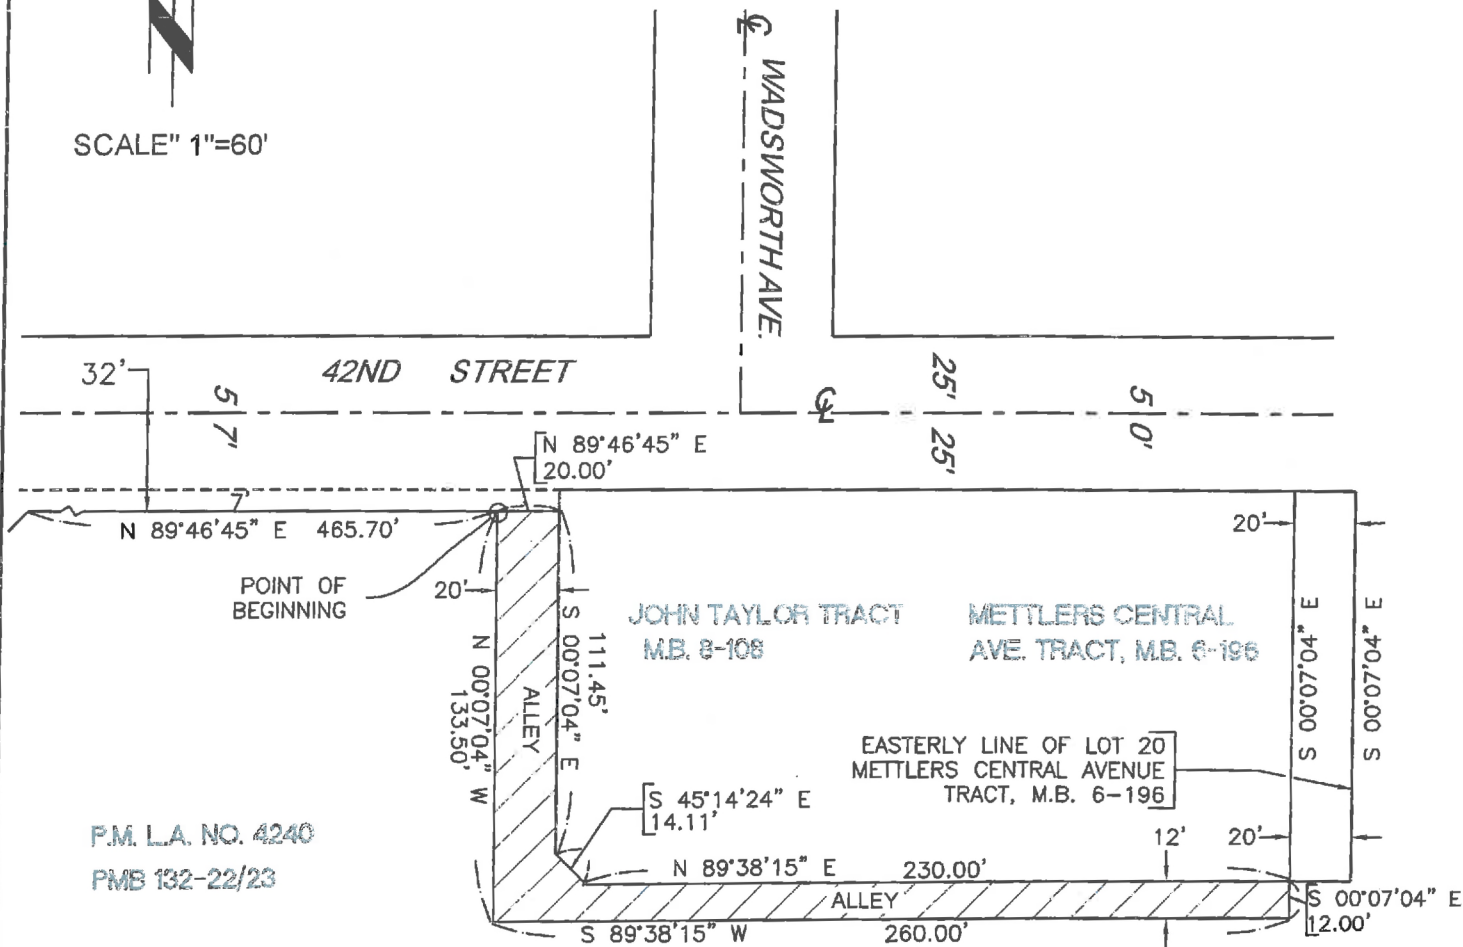 N
SCALE" 1"=60'
℄ WADSWORTH AVE.
32'
42ND STREET
57'
℄
25'
25'
50'
N 89°46'45" E
20.00'
7'
N 89°46'45" E 465.70'
20'
POINT OF
BEGINNING
20'
JOHN TAYLOR TRACT
M.B. 8-108
METTLERS CENTRAL
AVE. TRACT, M.B. 6-196
S 00°07'04" E
S 00°07'04" E
N 00°07'04" W
133.50'
ALLEY
S 00°07'04" E
111.45'
EASTERLY LINE OF LOT 20
METTLERS CENTRAL AVENUE
TRACT, M.B. 6-196
S 45°14'24" E
14.11'
P.M. L.A. NO. 4240
PMB 132-22/23
12'
20'
N 89°38'15" E 230.00'
ALLEY
S 00°07'04" E
12.00'
S 89°38'15" W 260.00'